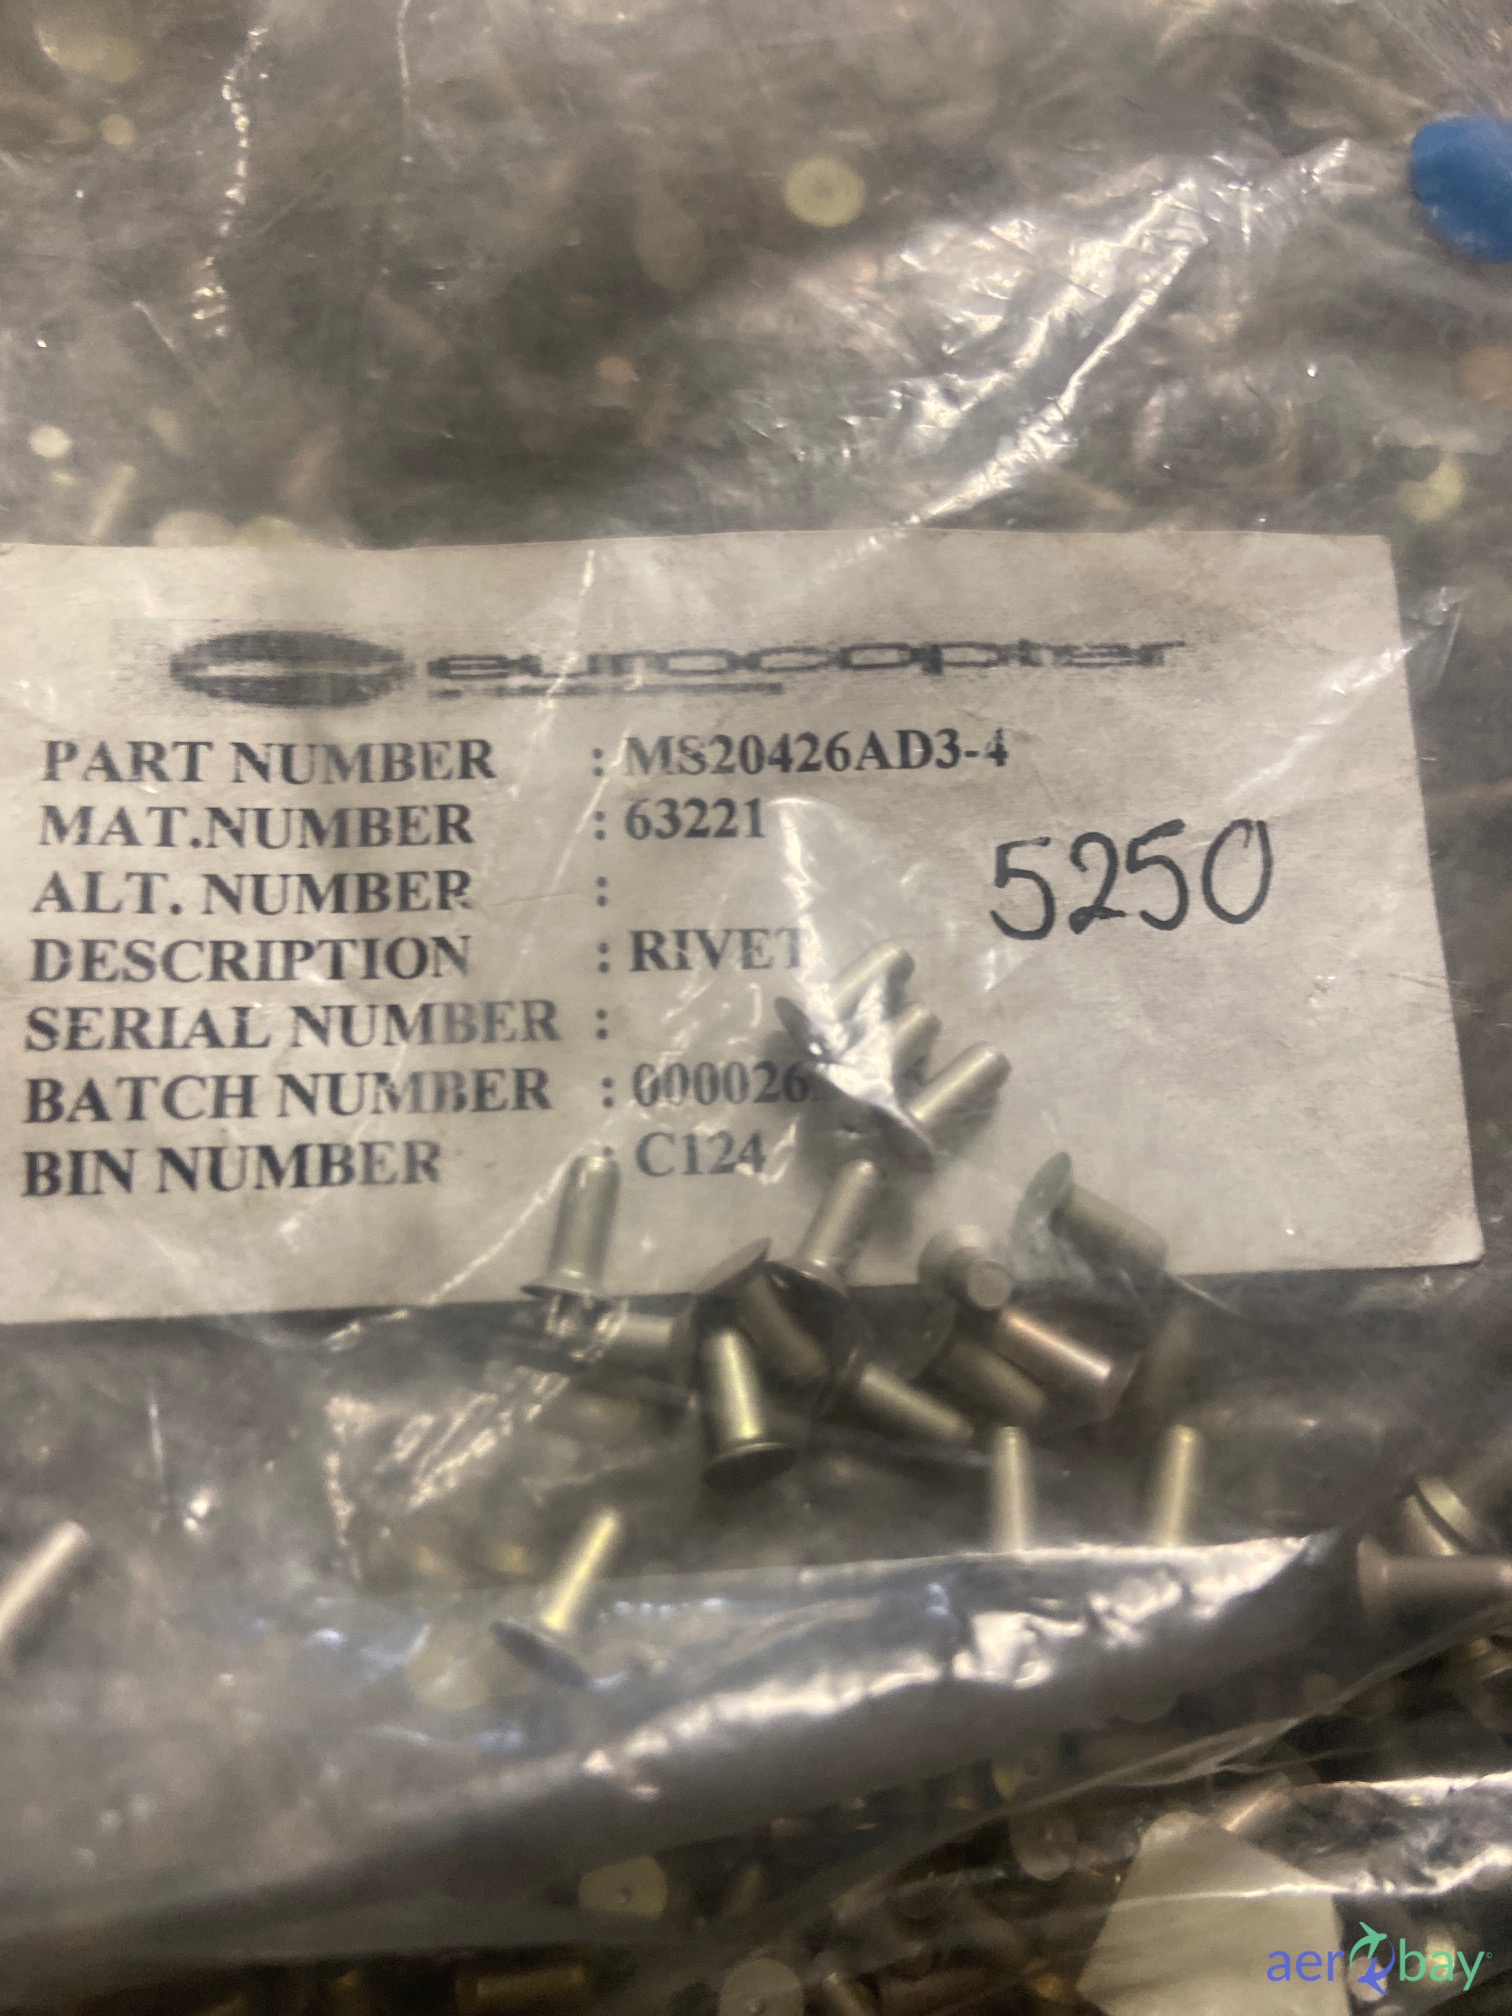 eurocopter
PART NUMBER : MS20426AD3-4
MAT.NUMBER : 63221
5250
ALT. NUMBER :
DESCRIPTION : RIVET
SERIAL NUMBER :
BATCH NUMBER :
BIN NUMBER : C124
aerobay